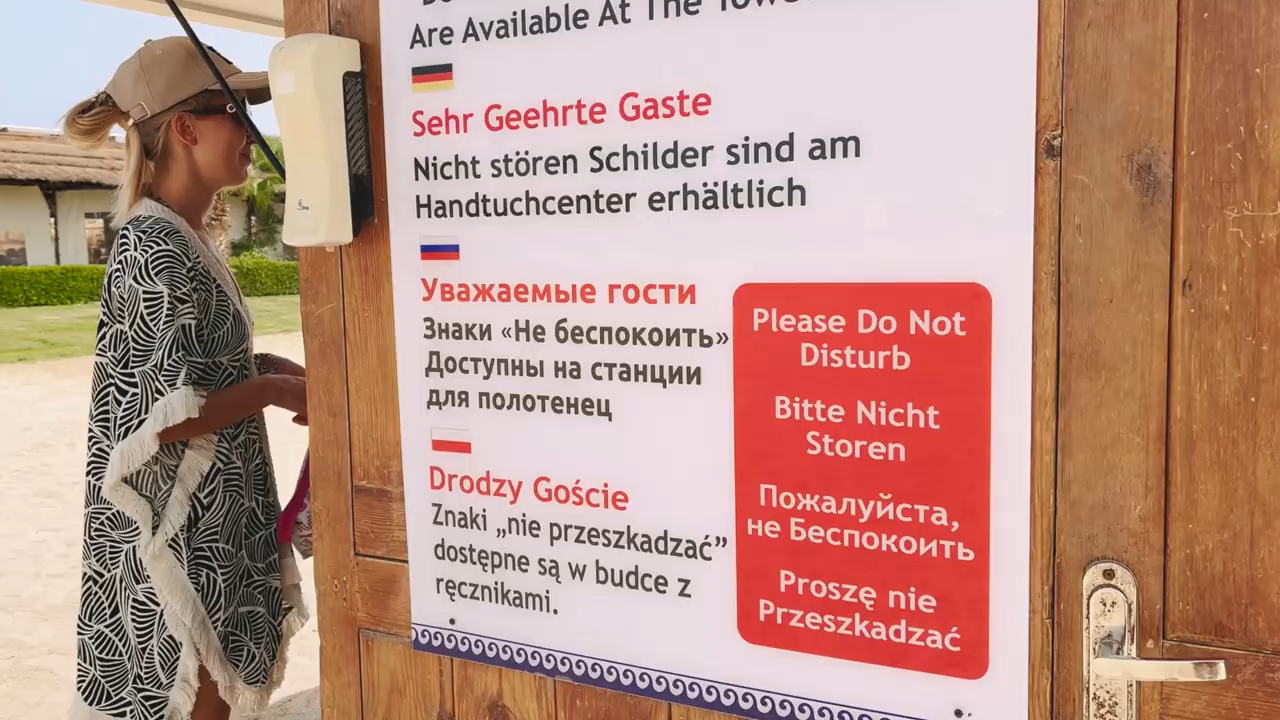 Are Available At The Towel
Sehr Geehrte Gaste
Nicht stören Schilder sind am
Handtuchcenter erhältlich
Уважаемые гости
Знаки «Не беспокоить»
Доступны на станции
для полотенец
Drodzy Goście
Znaki „nie przeszkadzać”
dostępne są w budce z
ręcznikami.
Please Do Not
Disturb
Bitte Nicht
Storen
Пожалуйста,
не Беспокоить
Proszę nie
Przeszkadzać